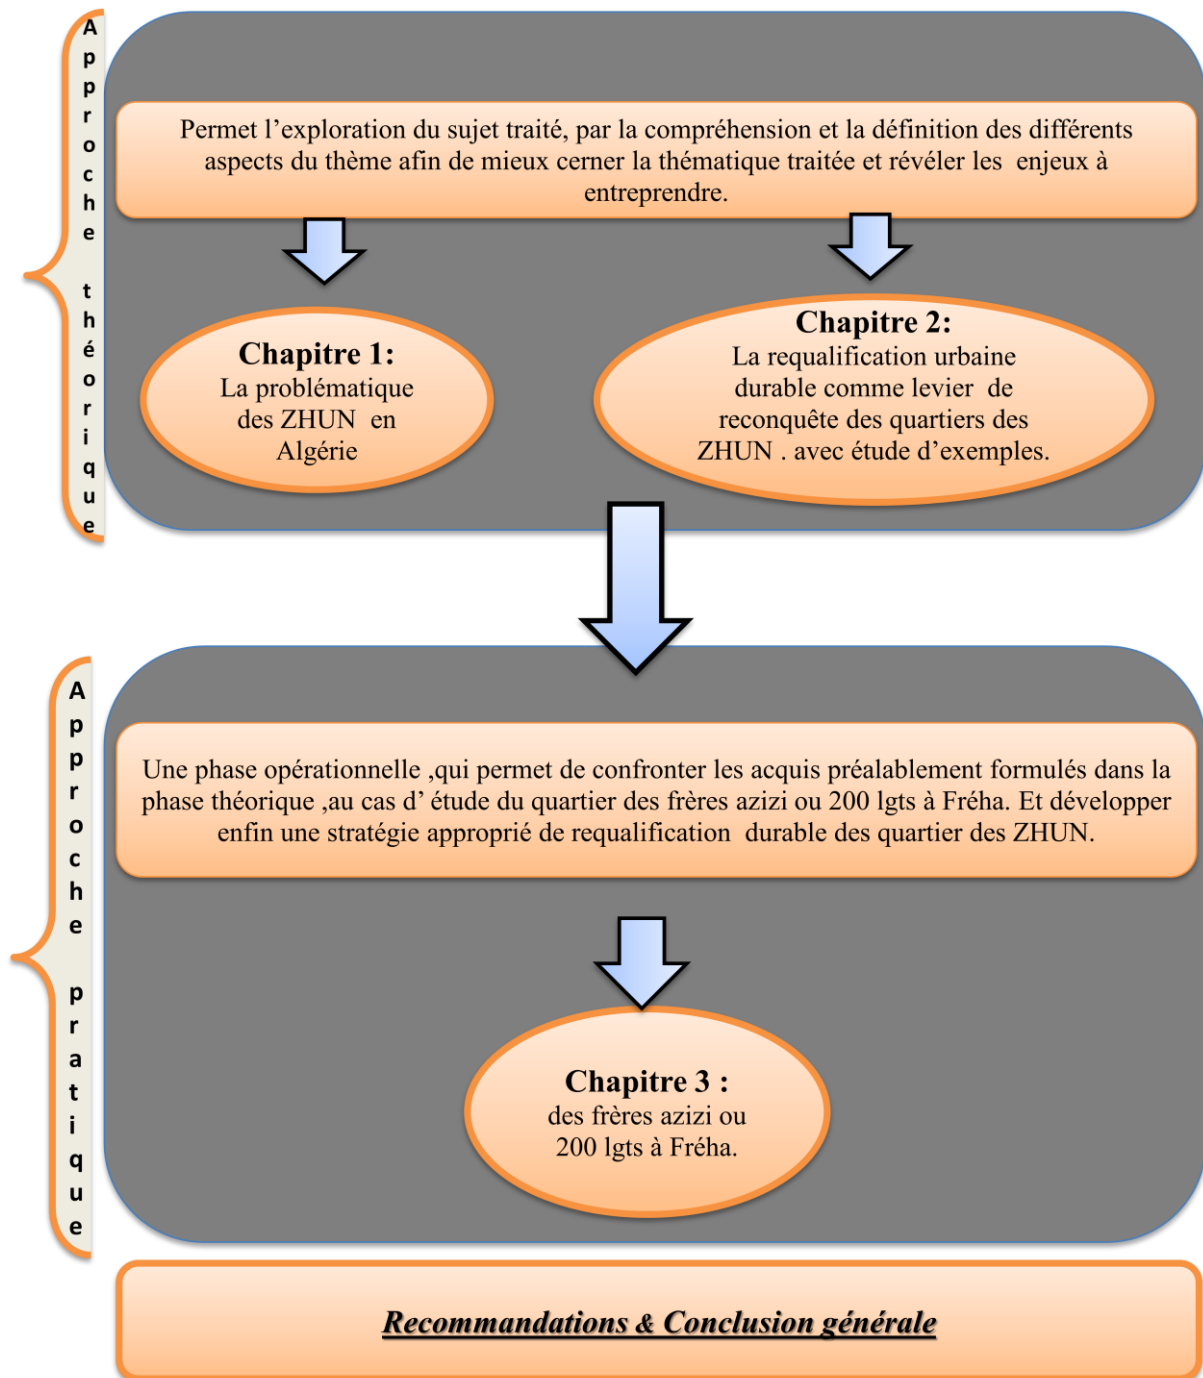 Approche théorique
Permet l’exploration du sujet traité, par la compréhension et la définition des différents
aspects du thème afin de mieux cerner la thématique traitée et révéler les enjeux à
entreprendre.
Chapitre 1:
La problématique
des ZHUN en
Algérie
Chapitre 2:
La requalification urbaine
durable comme levier de
reconquête des quartiers des
ZHUN . avec étude d’exemples.
Approche pratique
Une phase opérationnelle ,qui permet de confronter les acquis préalablement formulés dans la
phase théorique ,au cas d’ étude du quartier des frères azizi ou 200 lgts à Fréha. Et développer
enfin une stratégie approprié de requalification durable des quartier des ZHUN.
Chapitre 3 :
des frères azizi ou
200 lgts à Fréha.
Recommandations & Conclusion générale